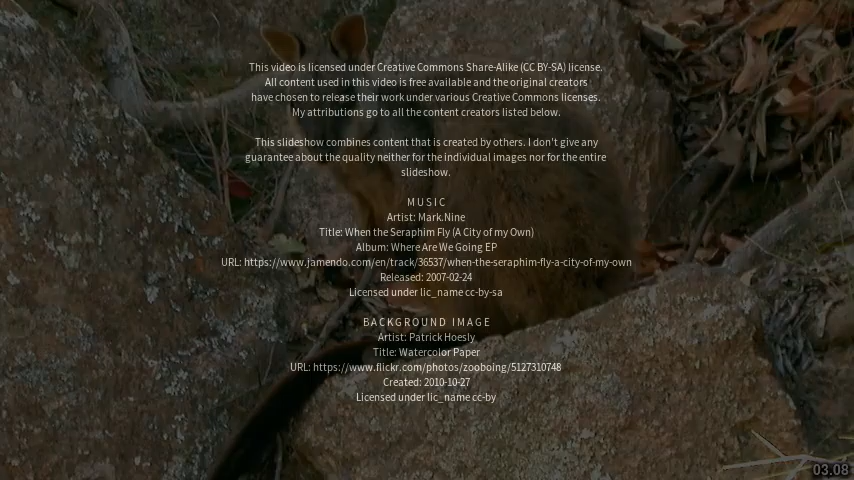 This video is licensed under Creative Commons Share-Alike (CC BY-SA) license.
All content used in this video is free available and the original creators
have chosen to release their work under various Creative Commons licenses.
My attributions go to all the content creators listed below.
This slideshow combines content that is created by others. I don't give any
guarantee about the quality neither for the individual images nor for the entire
slideshow.
MUSIC
Artist: Mark.Nine
Title: When the Seraphim Fly (A City of my Own)
Album: Where Are We Going EP
URL: https://www.jamendo.com/en/track/36537/when-the-seraphim-fly-a-city-of-my-own
Released: 2007-02-24
Licensed under lic_name cc-by-sa
BACKGROUND IMAGE
Artist: Patrick Hoesly
Title: Watercolor Paper
URL: https://www.flickr.com/photos/zooboing/5127310748
Created: 2010-10-27
Licensed under lic_name cc-by
03.08